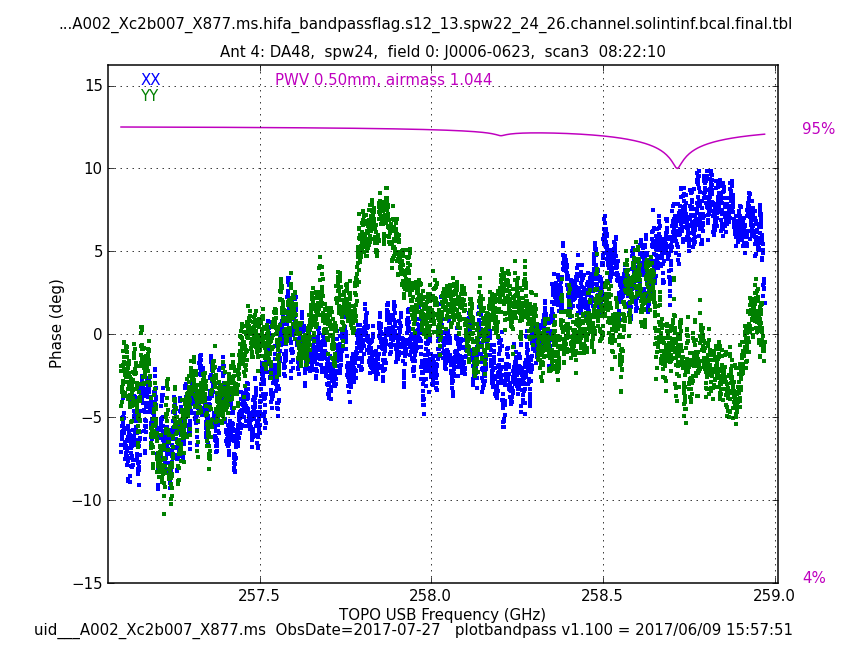 ...A002_Xc2b007_X877.ms.hifa_bandpassflag.s12_13.spw22_24_26.channel.solintinf.bcal.final.tbl
Ant 4: DA48,  spw24,  field 0: J0006-0623,  scan3  08:22:10
XX
PWV 0.50mm, airmass 1.044
YY
95%
4%
Phase (deg)
15
10
5
0
−5
−10
−15
257.5
258.0
258.5
259.0
TOPO USB Frequency (GHz)
uid___A002_Xc2b007_X877.ms  ObsDate=2017-07-27   plotbandpass v1.100 = 2017/06/09 15:57:51